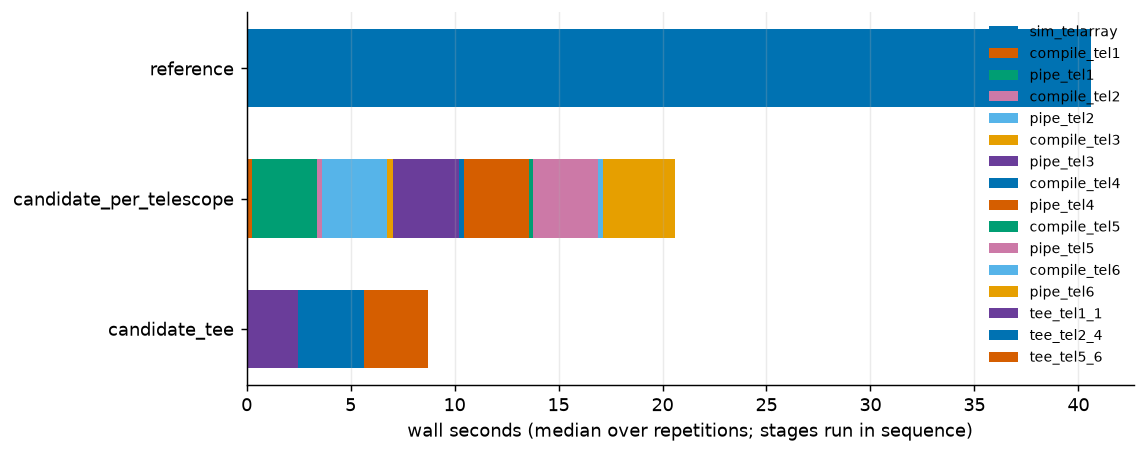 reference
candidate_per_telescope
candidate_tee
sim_telarray
compile_tel1
pipe_tel1
compile_tel2
pipe_tel2
compile_tel3
pipe_tel3
compile_tel4
pipe_tel4
compile_tel5
pipe_tel5
compile_tel6
pipe_tel6
tee_tel1_1
tee_tel2_4
tee_tel5_6
0 5 10 15 20 25 30 35 40
wall seconds (median over repetitions; stages run in sequence)